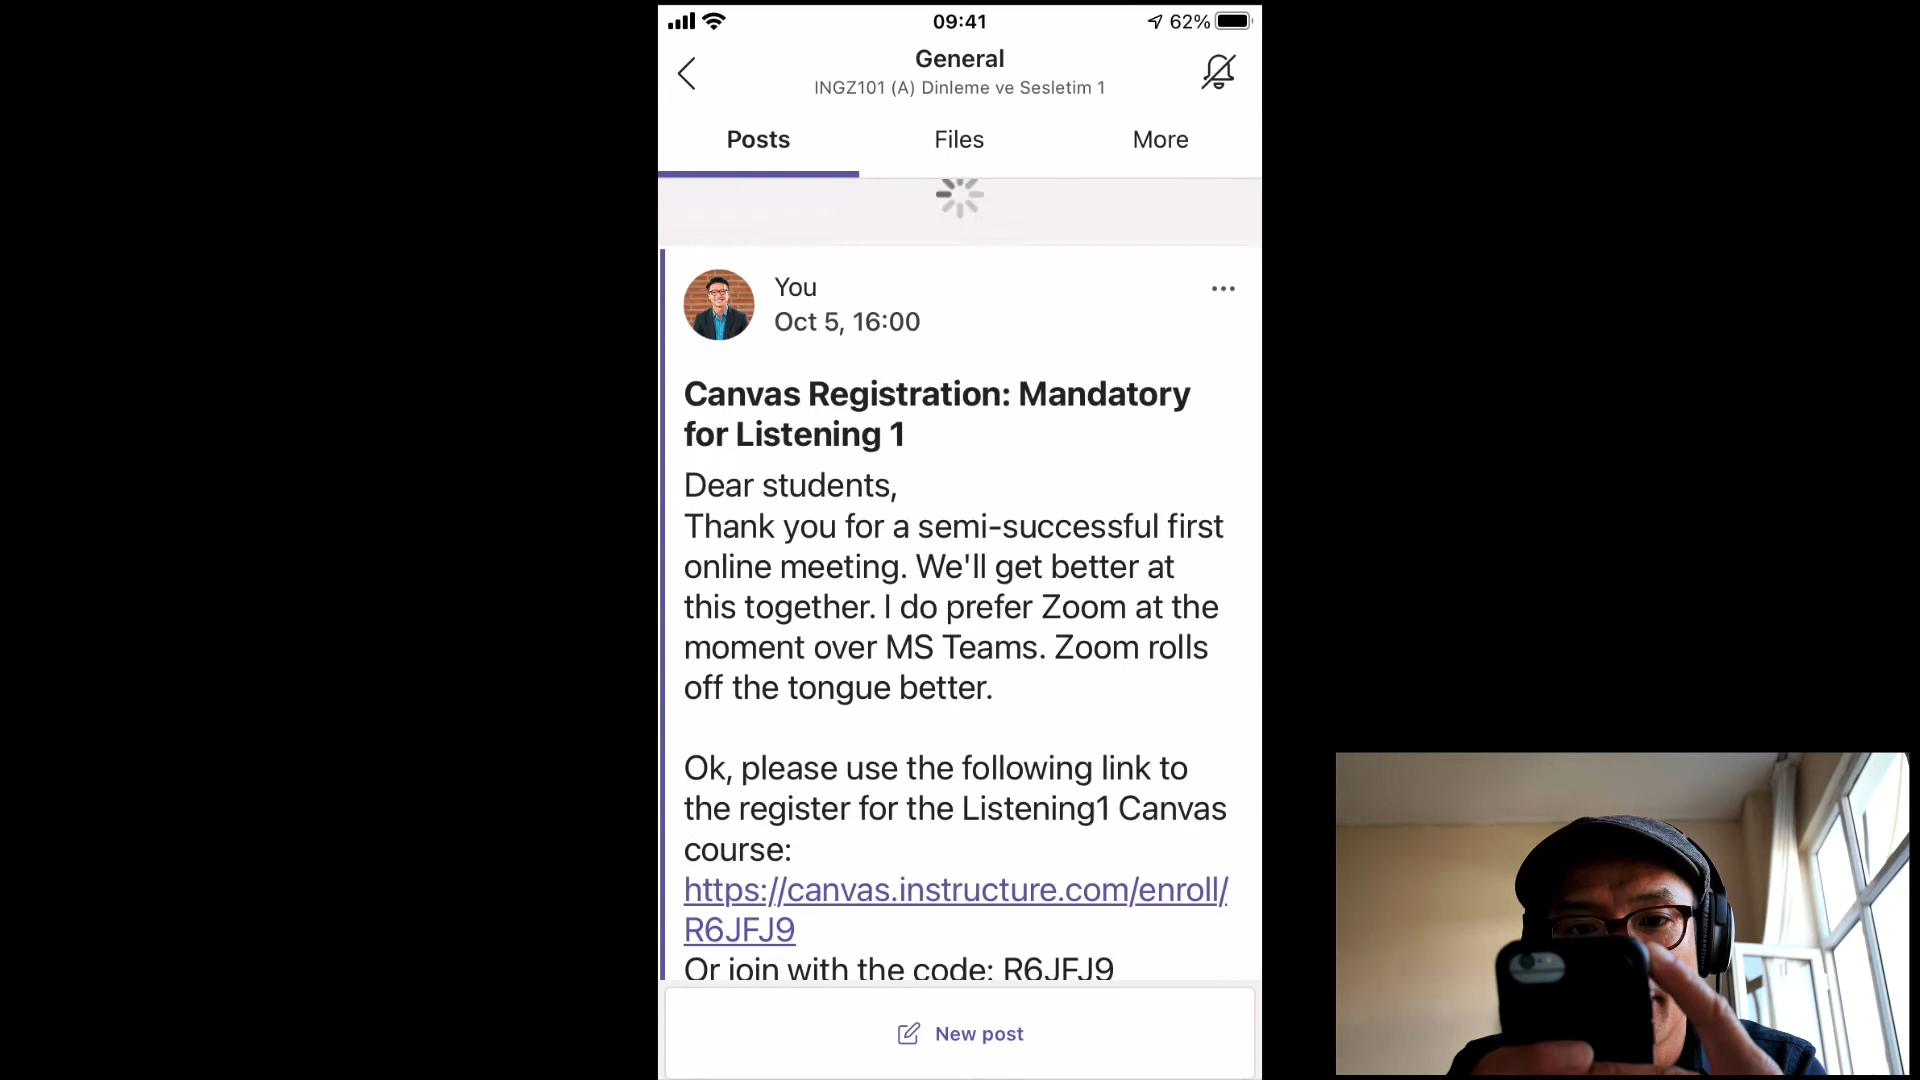 09:41
62%
General
INGZ101 (A) Dinleme ve Sesletim 1
Posts
Files
More
You
Oct 5, 16:00
Canvas Registration: Mandatory
for Listening 1
Dear students,
Thank you for a semi-successful first
online meeting. We'll get better at
this together. I do prefer Zoom at the
moment over MS Teams. Zoom rolls
off the tongue better.
Ok, please use the following link to
the register for the Listening1 Canvas
course:
https://canvas.instructure.com/enroll/
R6JFJ9
Or join with the code: R6JFJ9
New post